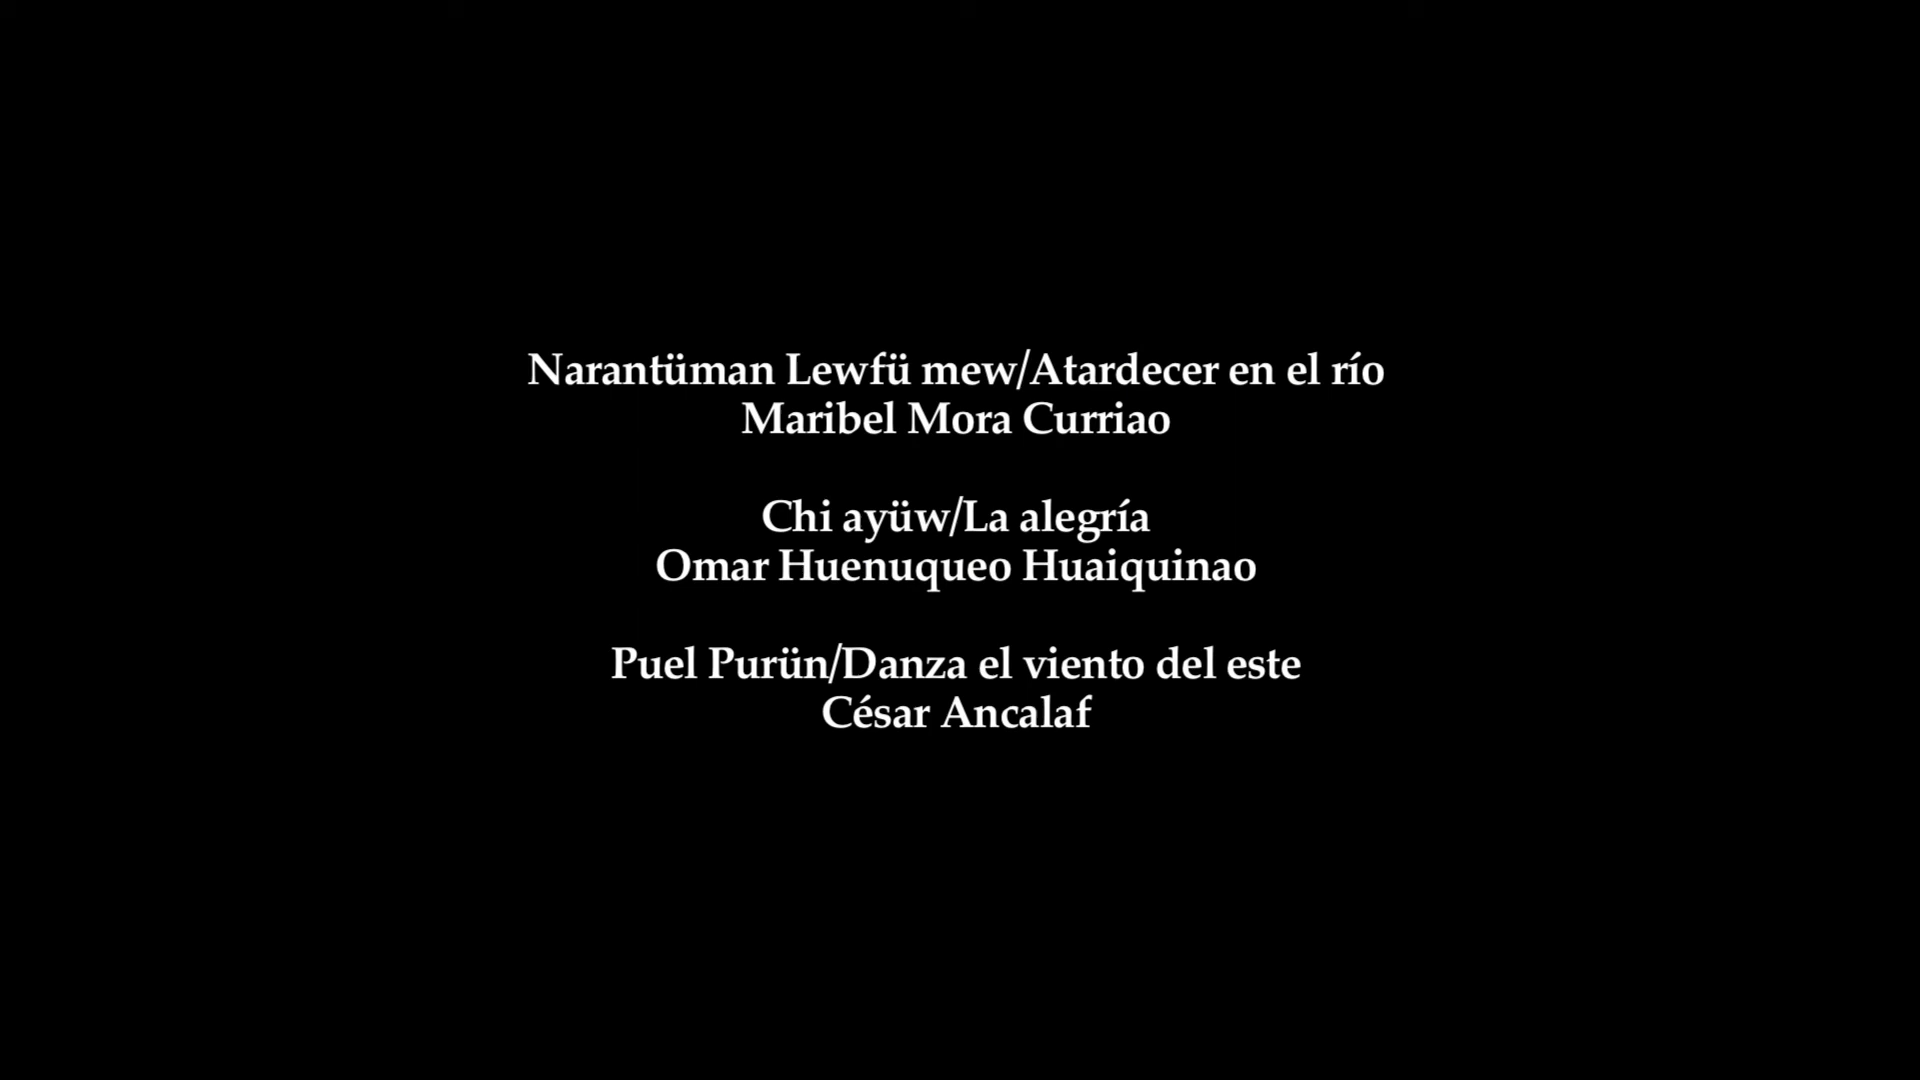 Narantüman Lewfü mew/Atardecer en el río
Maribel Mora Curriao
Chi ayüw/La alegría
Omar Huenuqueo Huaiquinao
Puel Purün/Danza el viento del este
César Ancalaf